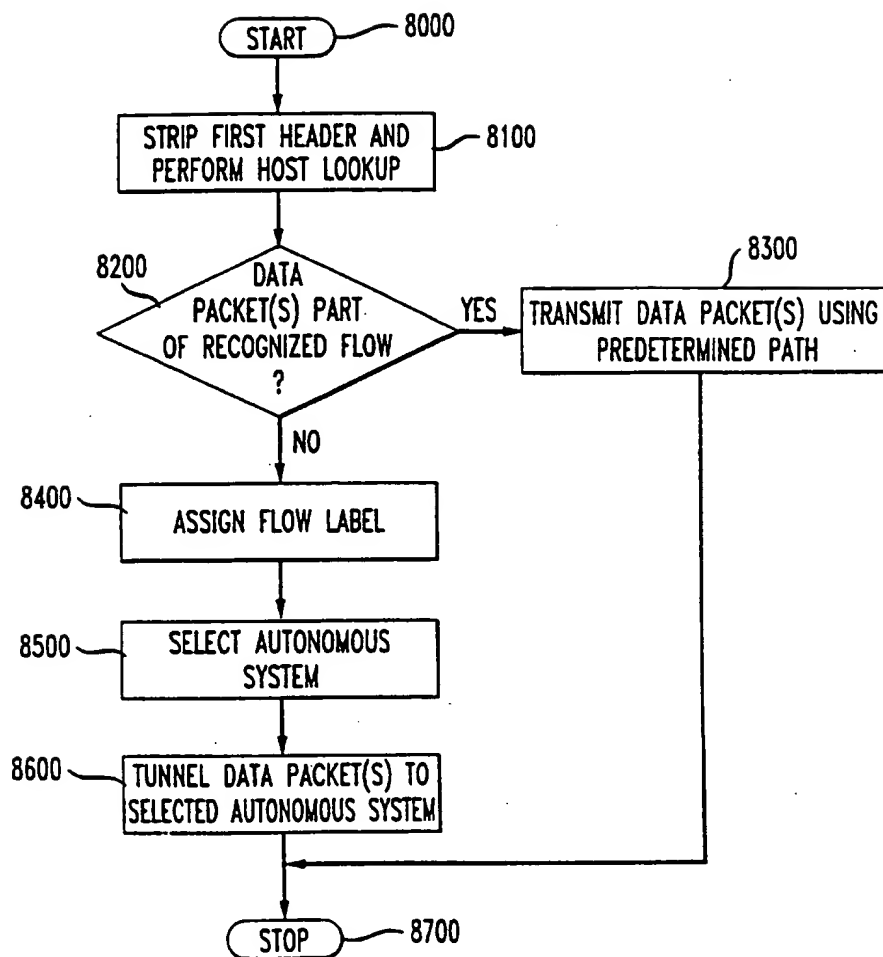 START
8000
STRIP FIRST HEADER AND
PERFORM HOST LOOKUP
8100
8200
DATA
PACKET(S) PART
OF RECOGNIZED FLOW
?
YES
8300
TRANSMIT DATA PACKET(S) USING
PREDETERMINED PATH
NO
8400
ASSIGN FLOW LABEL
8500
SELECT AUTONOMOUS
SYSTEM
8600
TUNNEL DATA PACKET(S) TO
SELECTED AUTONOMOUS SYSTEM
STOP
8700